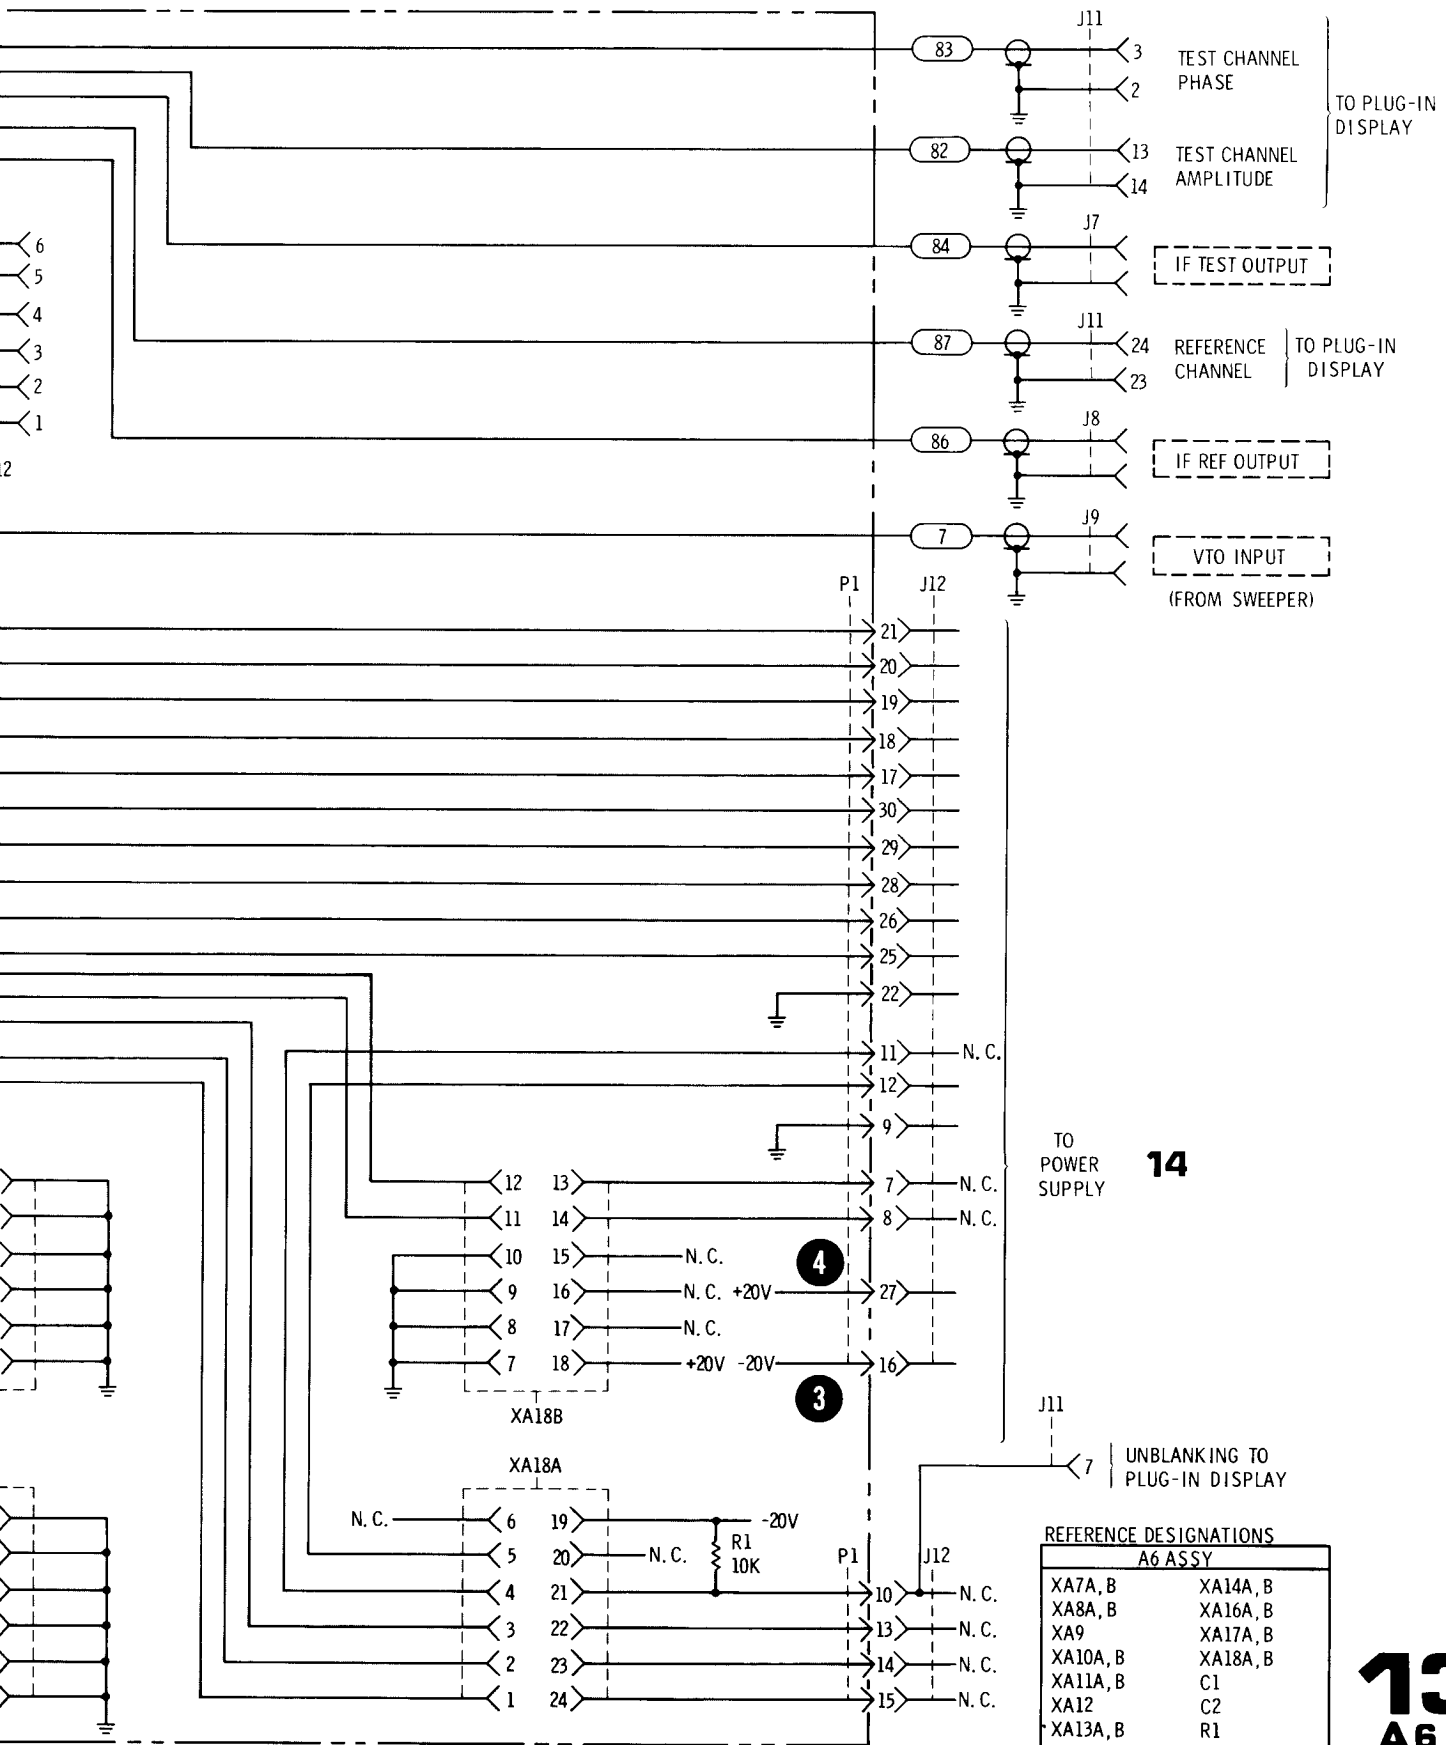 J11
83
3
TEST CHANNEL
PHASE
2
TO PLUG-IN
DISPLAY
82
13
TEST CHANNEL
AMPLITUDE
14
J7
6
84
IF TEST OUTPUT
5
4
J11
3
87
24
REFERENCE
CHANNEL
TO PLUG-IN
DISPLAY
2
23
1
J8
86
IF REF OUTPUT
12
J9
7
VTO INPUT
(FROM SWEEPER)
P1
J12
21
20
19
18
17
30
29
28
26
25
22
11
N.C.
12
9
TO
POWER
SUPPLY
14
12
13
7
N.C.
11
14
8
N.C.
10
15
N.C.
4
9
16
N.C. +20V
27
8
17
N.C.
7
18
+20V -20V
16
3
XA18B
J11
7
UNBLANKING TO
PLUG-IN DISPLAY
XA18A
N.C.
6
19
-20V
R1
10K
5
20
N.C.
P1
J12
4
21
10
N.C.
3
22
13
N.C.
2
23
14
N.C.
1
24
15
N.C.
REFERENCE DESIGNATIONS
A6 ASSY
XA7A,B XA14A,B
XA8A,B XA16A,B
XA9 XA17A,B
XA10A,B XA18A,B
XA11A,B C1
XA12 C2
XA13A,B R1
13
A6